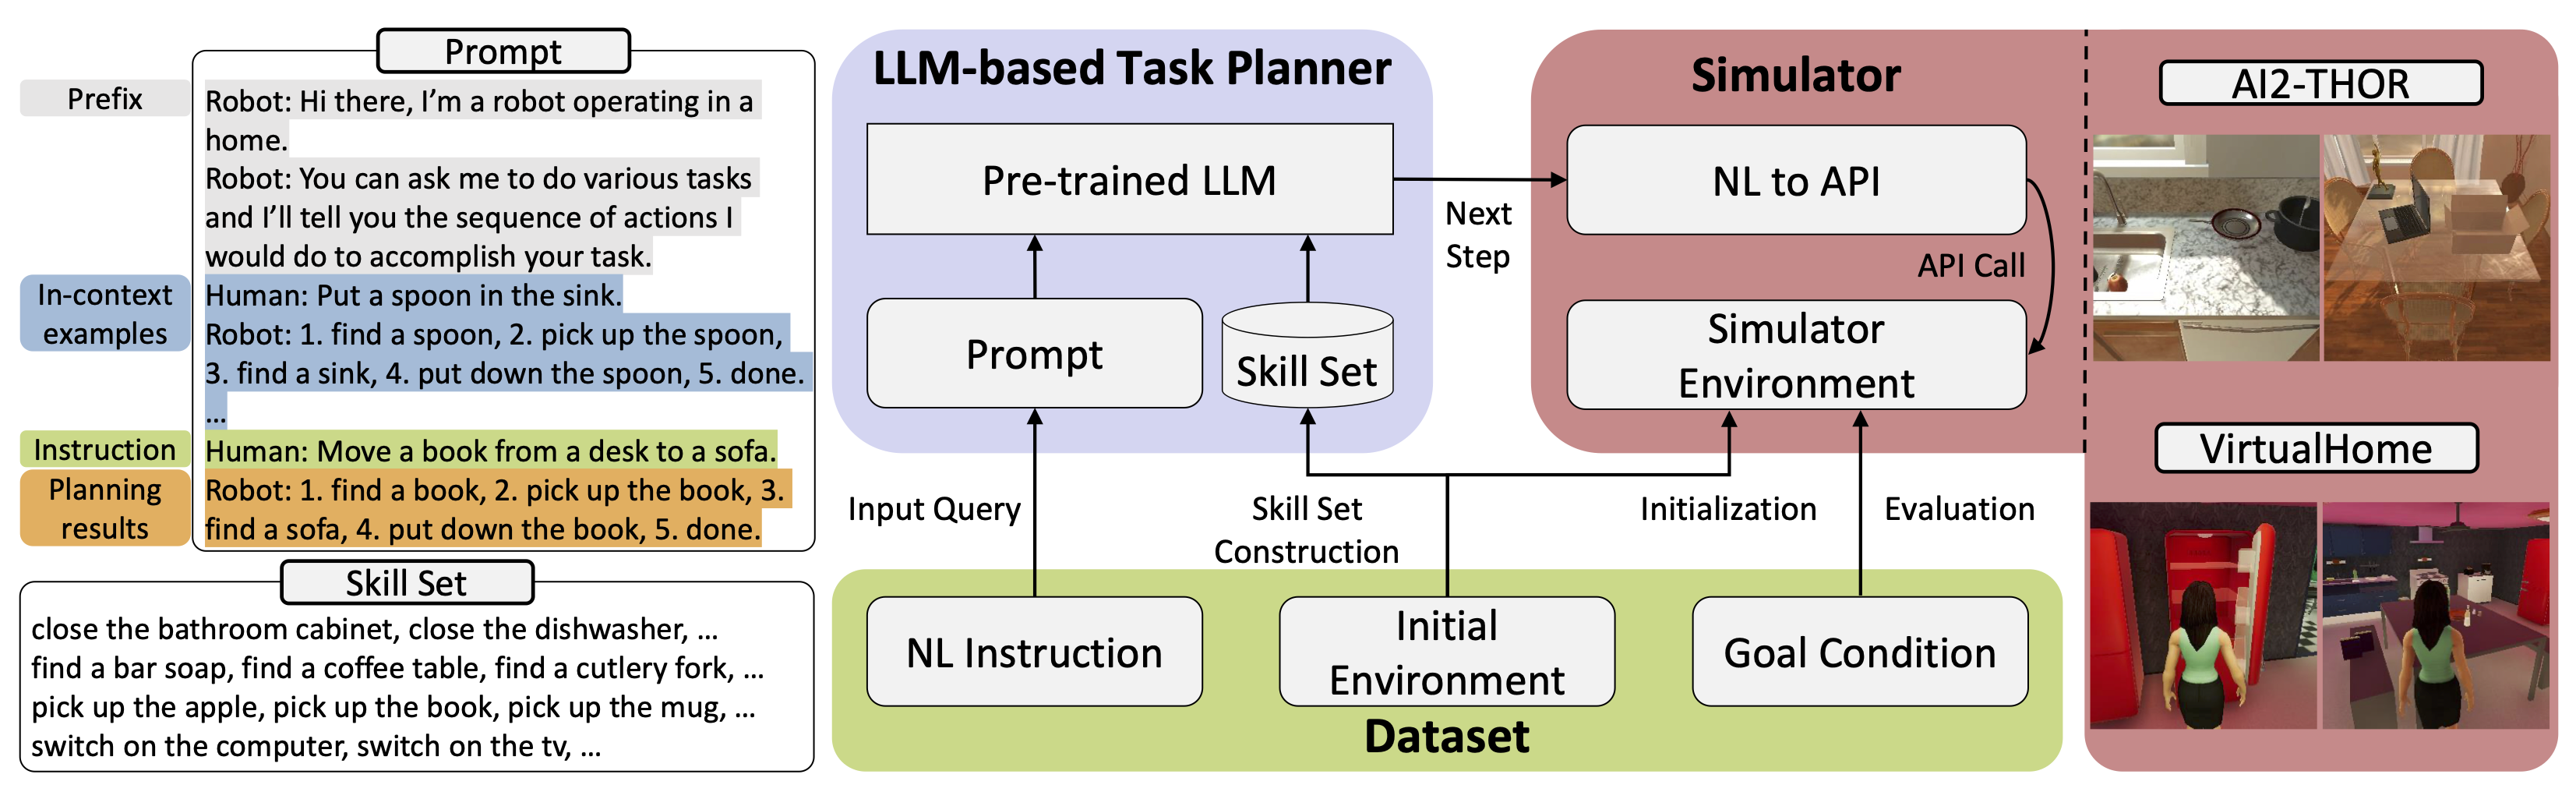 Prompt
Prefix
Robot: Hi there, I’m a robot operating in a
home.
Robot: You can ask me to do various tasks
and I’ll tell you the sequence of actions I
would do to accomplish your task.
In-context
examples
Human: Put a spoon in the sink.
Robot: 1. find a spoon, 2. pick up the spoon,
3. find a sink, 4. put down the spoon, 5. done.
...
Instruction
Human: Move a book from a desk to a sofa.
Planning
results
Robot: 1. find a book, 2. pick up the book, 3.
find a sofa, 4. put down the book, 5. done.
Skill Set
close the bathroom cabinet, close the dishwasher, ...
find a bar soap, find a coffee table, find a cutlery fork, ...
pick up the apple, pick up the book, pick up the mug, ...
switch on the computer, switch on the tv, ...
LLM-based Task Planner
Pre-trained LLM
Prompt
Skill Set
Next
Step
Simulator
NL to API
API Call
Simulator
Environment
Input Query
Skill Set
Construction
Initialization
Evaluation
NL Instruction
Initial
Environment
Goal Condition
Dataset
AI2-THOR
VirtualHome